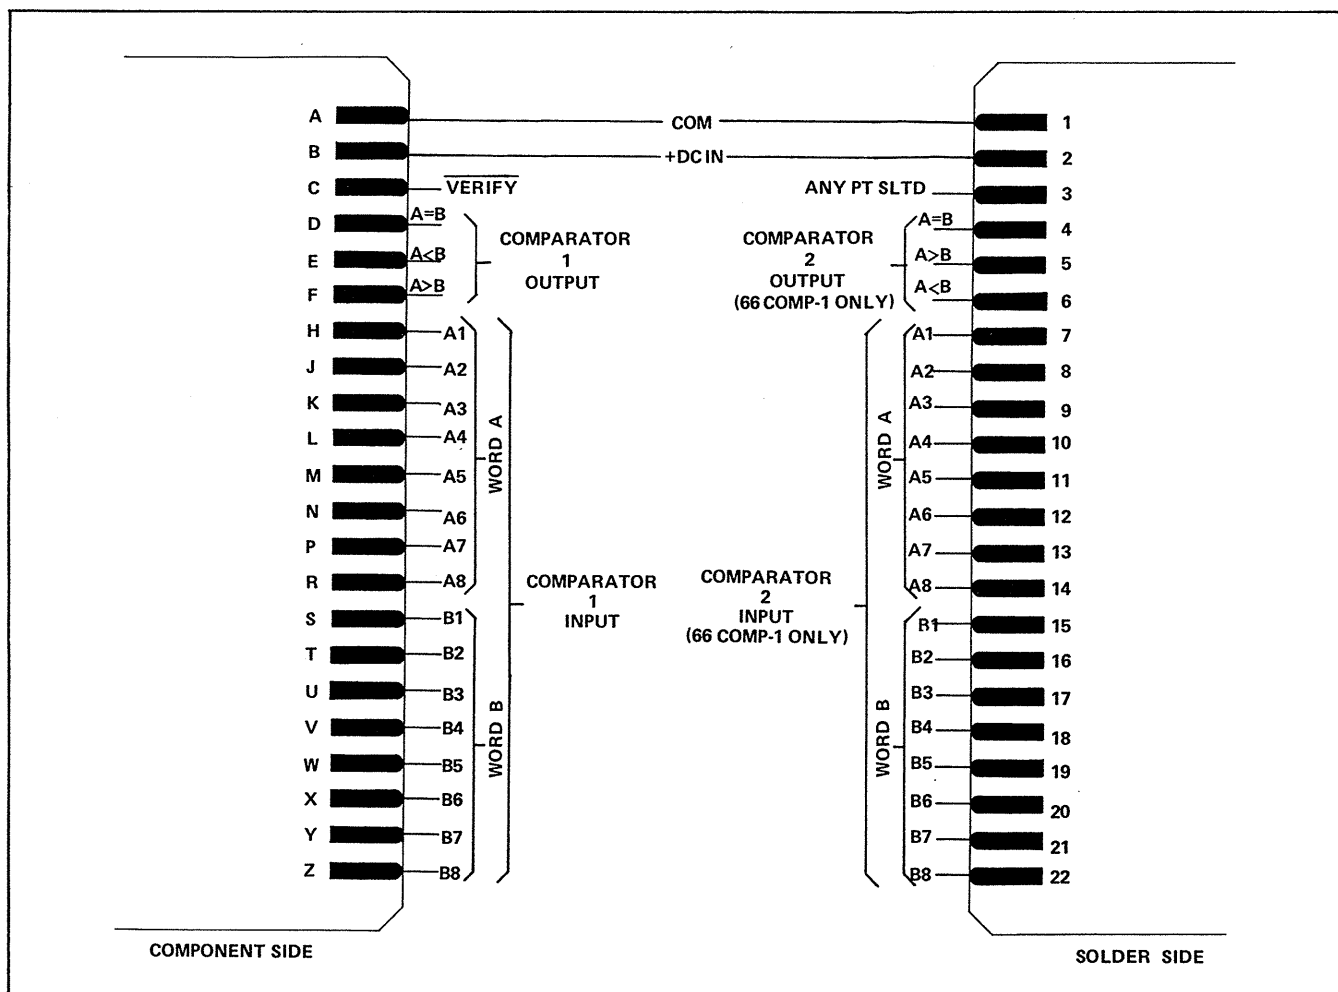 A COM 1
B +DC IN 2
C VERIFY ANY PT SLTD 3
D A=B A=B 4
E A<B A>B 5
F A>B A<B 6
COMPARATOR
1
OUTPUT
COMPARATOR
2
OUTPUT
(66 COMP-1 ONLY)
H A1 A1 7
J A2 A2 8
K A3 A3 9
L A4 A4 10
M A5 A5 11
N A6 A6 12
P A7 A7 13
R A8 A8 14
WORD A
WORD A
COMPARATOR
1
INPUT
COMPARATOR
2
INPUT
(66 COMP-1 ONLY)
S B1 B1 15
T B2 B2 16
U B3 B3 17
V B4 B4 18
W B5 B5 19
X B6 B6 20
Y B7 B7 21
Z B8 B8 22
WORD B
WORD B
COMPONENT SIDE
SOLDER SIDE